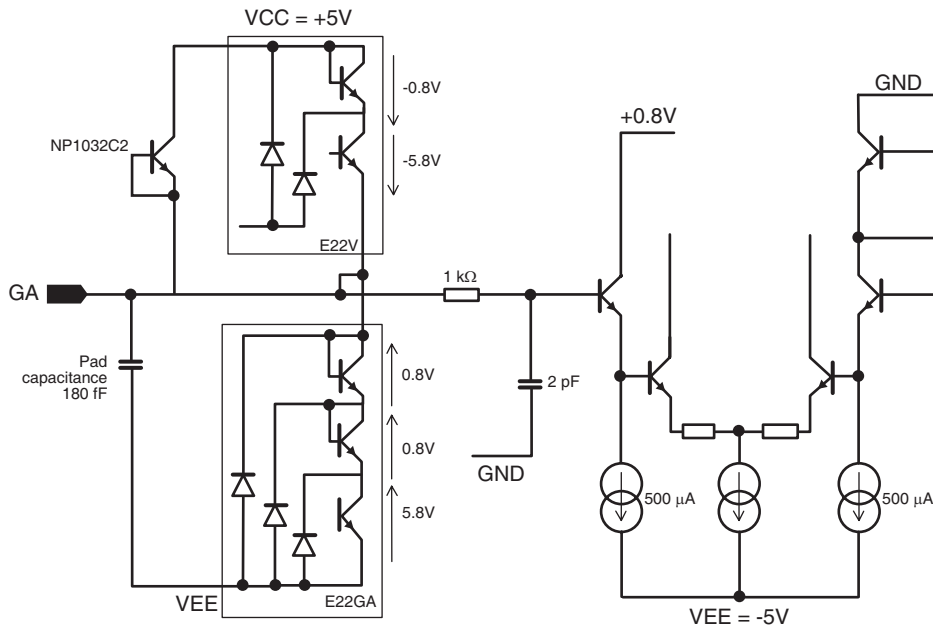 VCC = +5V
NP1032C2
-0.8V
-5.8V
E22V
+0.8V
GND
GA
1 kΩ
Pad
capacitance
180 fF
0.8V
0.8V
5.8V
2 pF
GND
500 µA
500 µA
VEE
E22GA
VEE = -5V